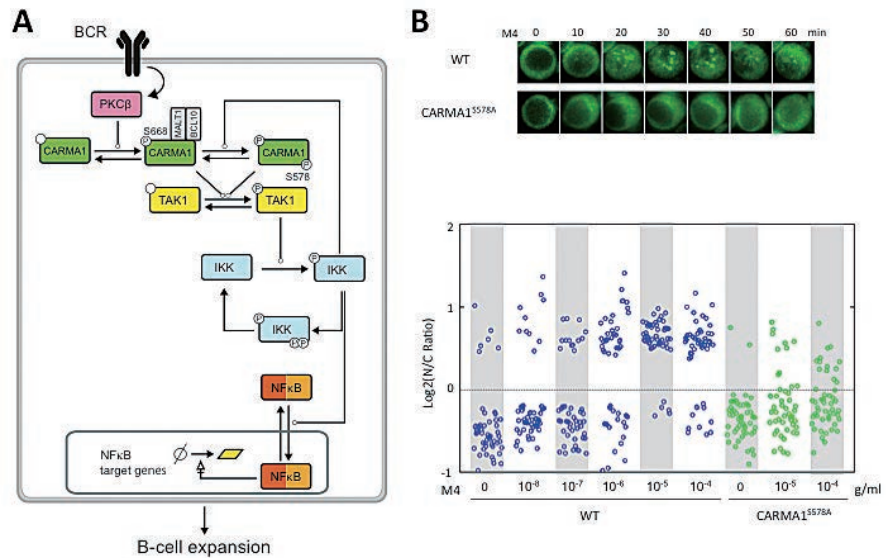 A
BCR
PKCβ
S668
MALT1
BCL10
P
CARMA1
CARMA1
P
CARMA1
P
S578
TAK1
P
TAK1
IKK
P
IKK
P
IKK
P P
NFκB
NFκB
target genes
NFκB
B-cell expansion
B
M4 0 10 20 30 40 50 60 min
WT
CARMA1S578A
Log2(N/C Ratio)
2
1
0
-1
M4 0 10-8 10-7 10-6 10-5 10-4 0 10-5 10-4 g/ml
WT CARMA1S578A